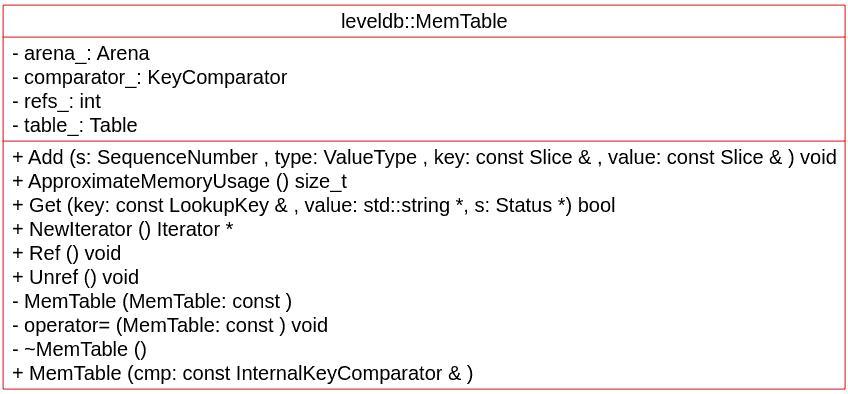 leveldb::MemTable
- arena_: Arena
- comparator_: KeyComparator
- refs_: int
- table_: Table
+ Add (s: SequenceNumber , type: ValueType , key: const Slice & , value: const Slice & ) void
+ ApproximateMemoryUsage () size_t
+ Get (key: const LookupKey & , value: std::string *, s: Status *) bool
+ NewIterator () Iterator *
+ Ref () void
+ Unref () void
- MemTable (MemTable: const )
- operator= (MemTable: const ) void
- ~MemTable ()
+ MemTable (cmp: const InternalKeyComparator & )